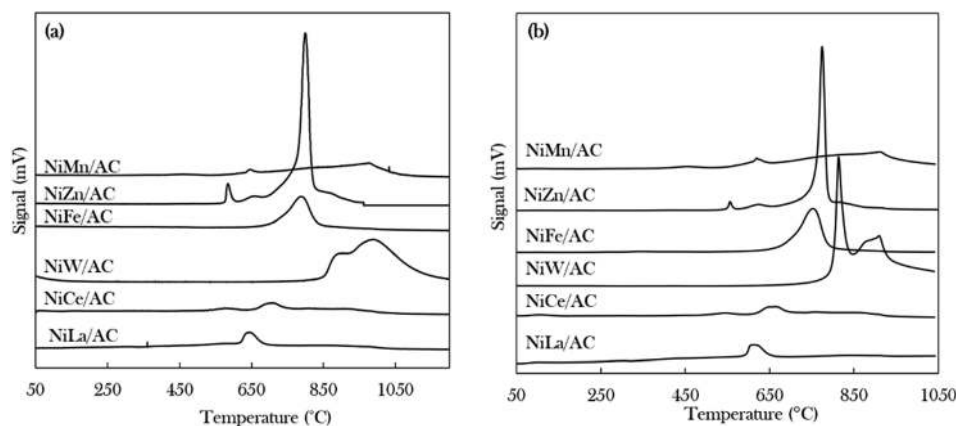 (a)
Signal (mV)
NiMn/AC
NiZn/AC
NiFe/AC
NiW/AC
NiCe/AC
NiLa/AC
50 250 450 650 850 1050
Temperature (°C)
(b)
Signal (mV)
NiMn/AC
NiZn/AC
NiFe/AC
NiW/AC
NiCe/AC
NiLa/AC
50 250 450 650 850 1050
Temperature (°C)